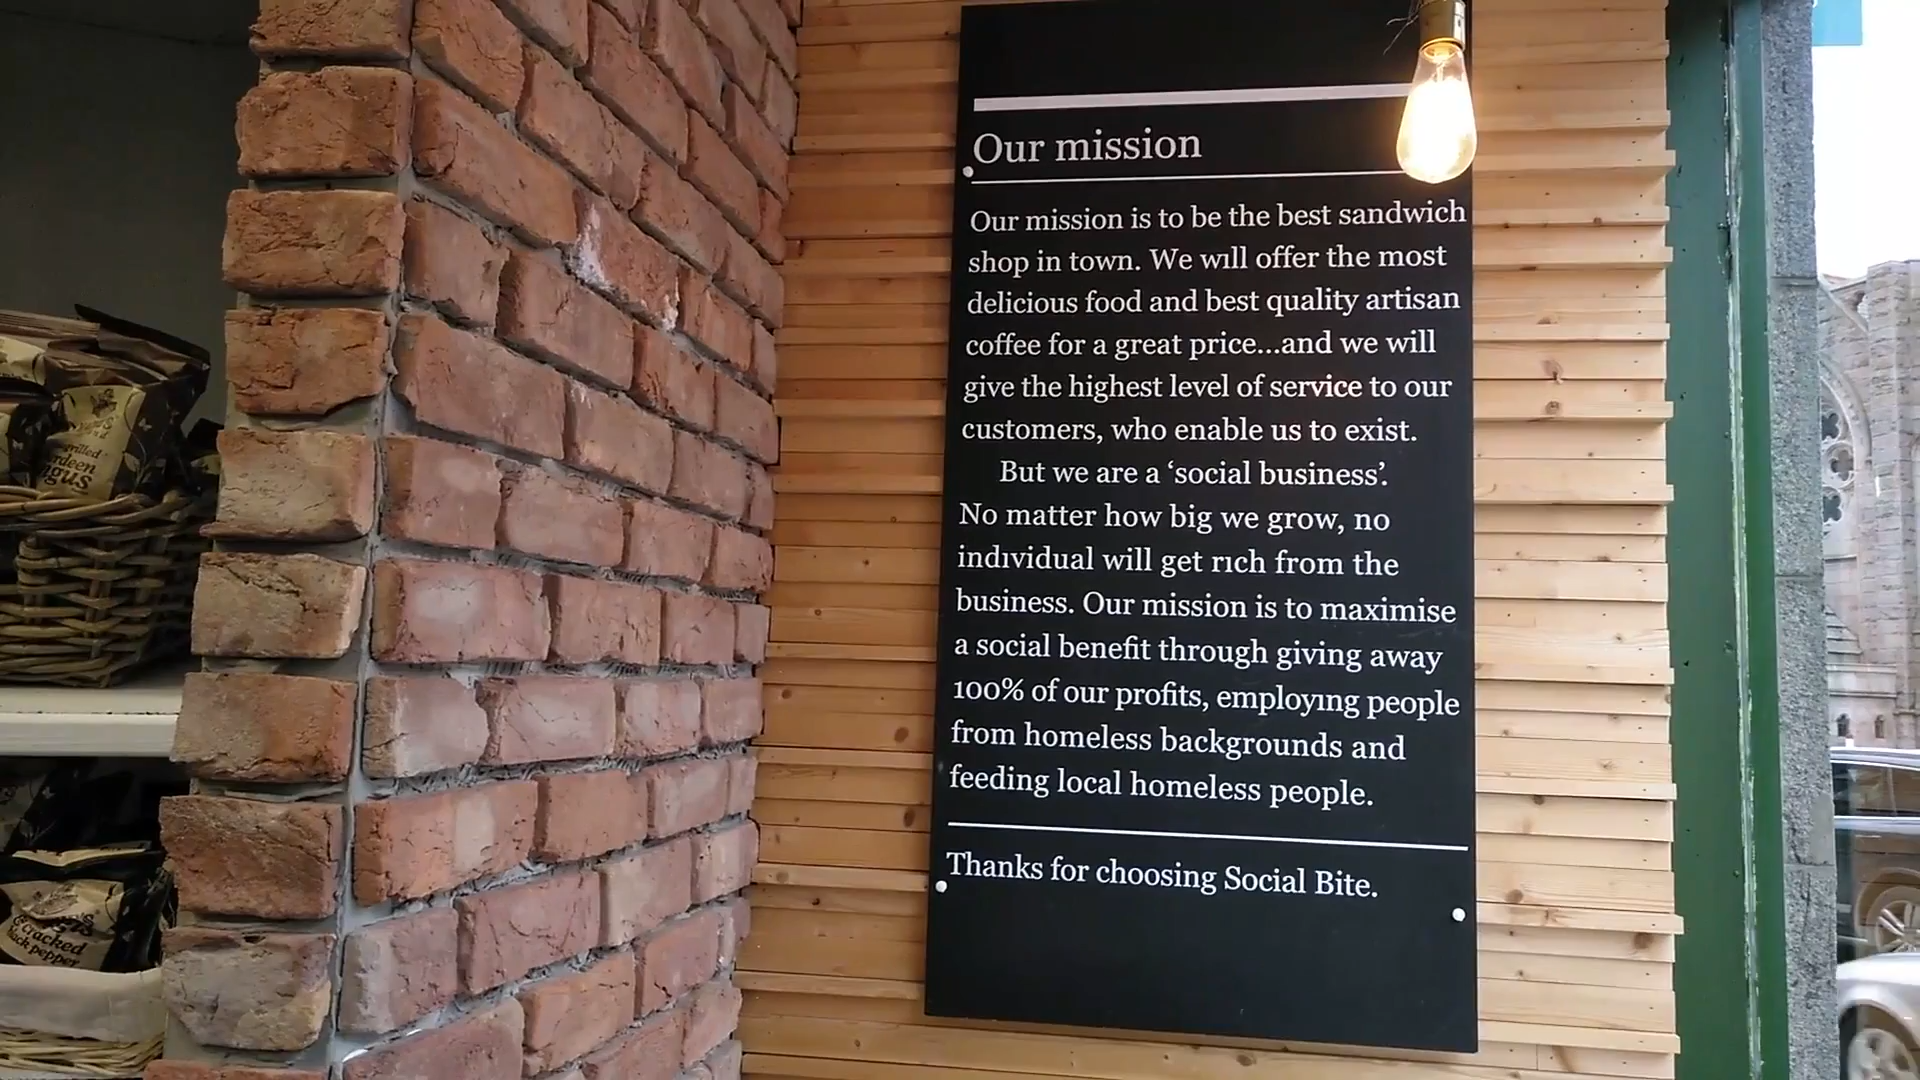 Our mission
Our mission is to be the best sandwich
shop in town. We will offer the most
delicious food and best quality artisan
coffee for a great price...and we will
give the highest level of service to our
customers, who enable us to exist.
But we are a ‘social business’.
No matter how big we grow, no
individual will get rich from the
business. Our mission is to maximise
a social benefit through giving away
100% of our profits, employing people
from homeless backgrounds and
feeding local homeless people.
Thanks for choosing Social Bite.
cracked
pepper